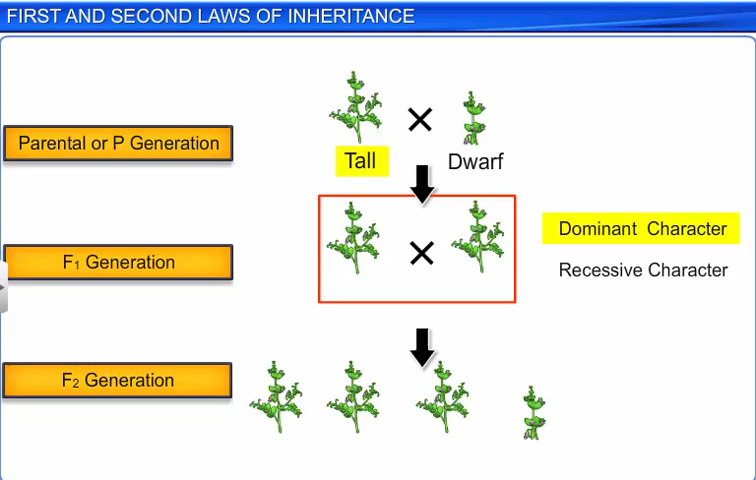 FIRST AND SECOND LAWS OF INHERITANCE
Parental or P Generation
Tall
Dwarf
F₁ Generation
Dominant Character
Recessive Character
F₂ Generation